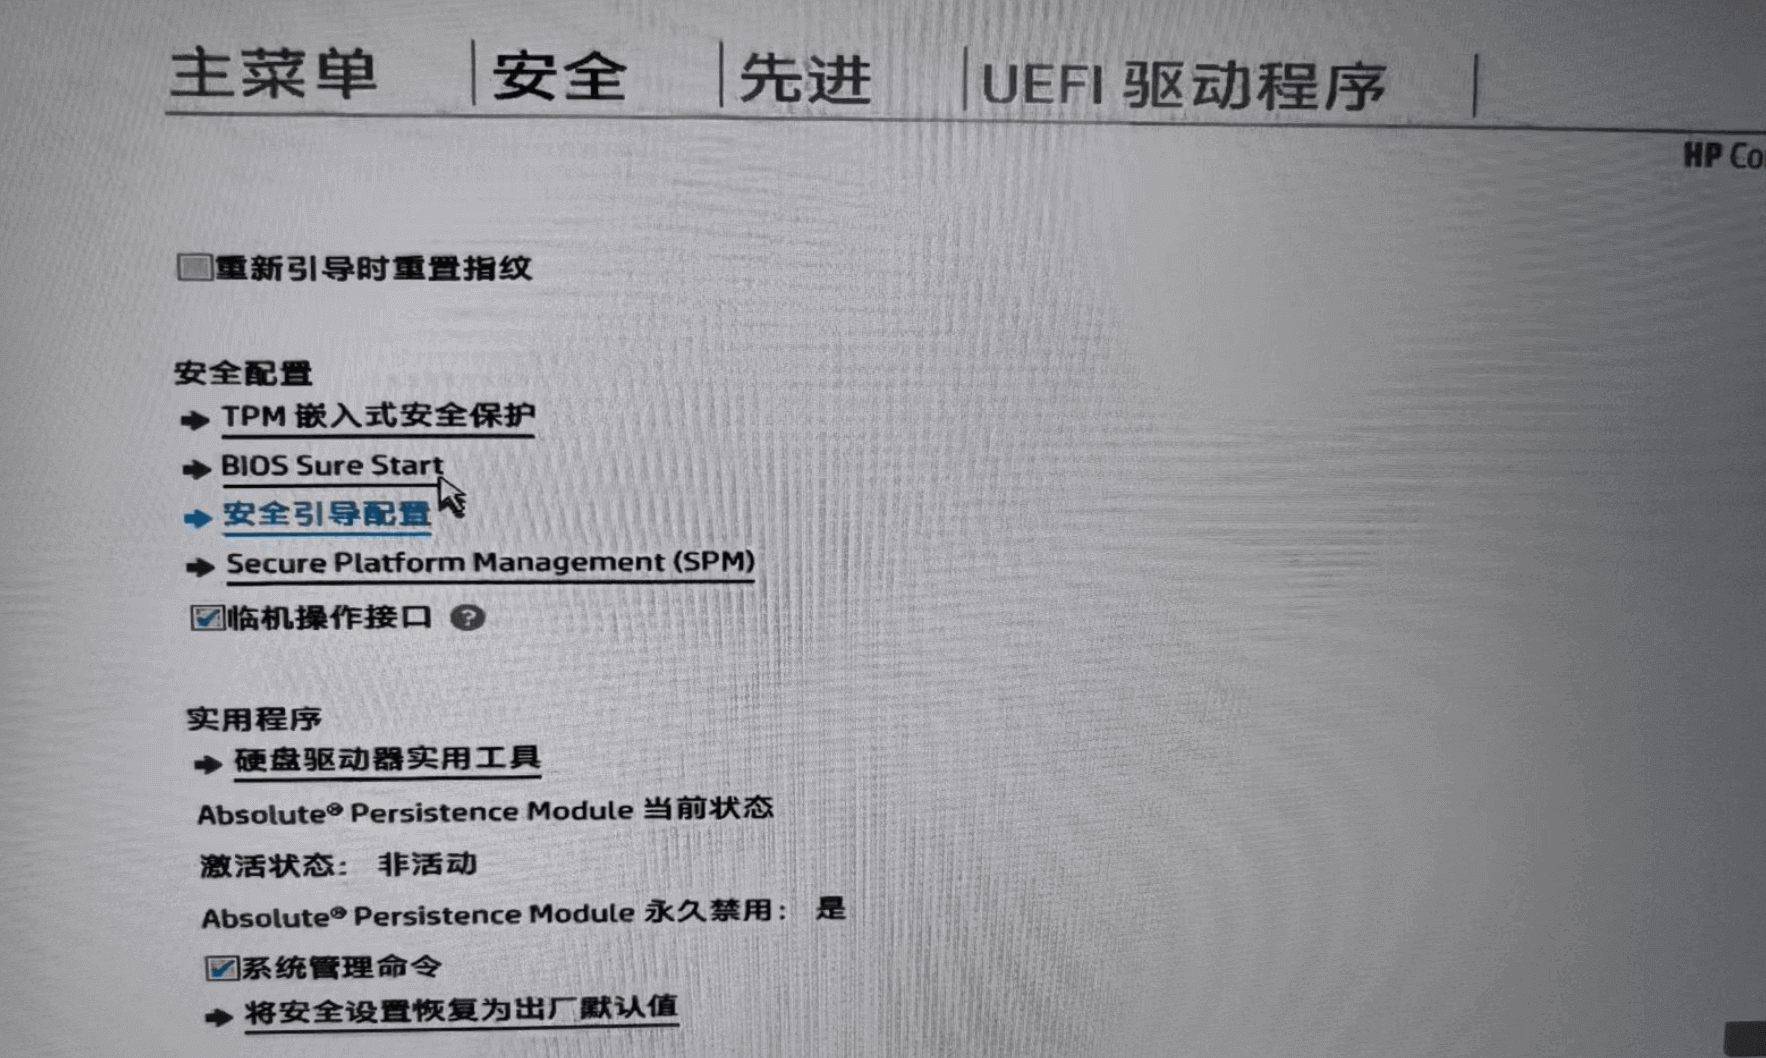 主菜单 安全 先进 UEFI 驱动程序
HP Co
重新引导时重置指纹
安全配置
TPM 嵌入式安全保护
BIOS Sure Start
安全引导配置
Secure Platform Management (SPM)
临机操作接口 ?
实用程序
硬盘驱动器实用工具
Absolute® Persistence Module 当前状态
激活状态: 非活动
Absolute® Persistence Module 永久禁用: 是
系统管理命令
将安全设置恢复为出厂默认值